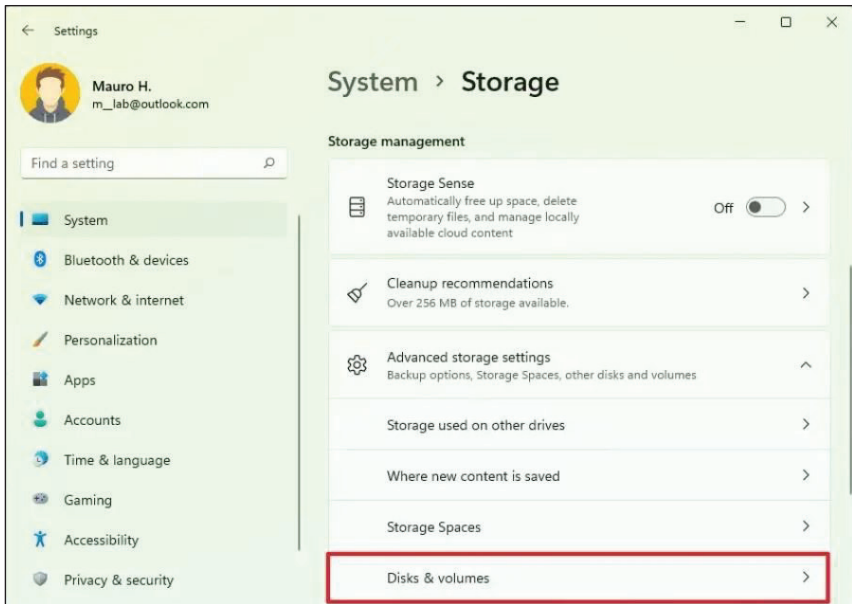 Settings
Mauro H.
m__lab@outlook.com
Find a setting
System
Bluetooth & devices
Network & internet
Personalization
Apps
Accounts
Time & language
Gaming
Accessibility
Privacy & security
System > Storage
Storage management
Storage Sense
Automatically free up space, delete
temporary files, and manage locally
available cloud content
Off
Cleanup recommendations
Over 256 MB of storage available.
Advanced storage settings
Backup options, Storage Spaces, other disks and volumes
Storage used on other drives
Where new content is saved
Storage Spaces
Disks & volumes